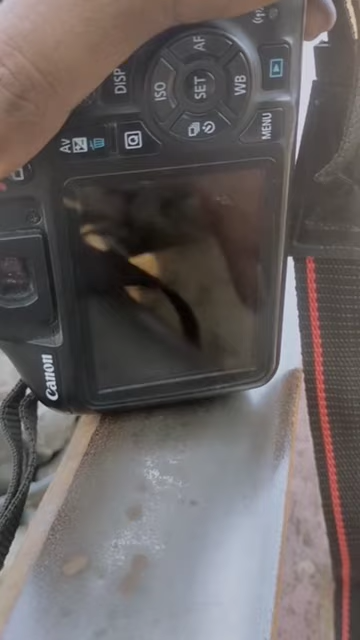 AF
DISP
ISO
SET
WB
Av
Q
MENU
Canon